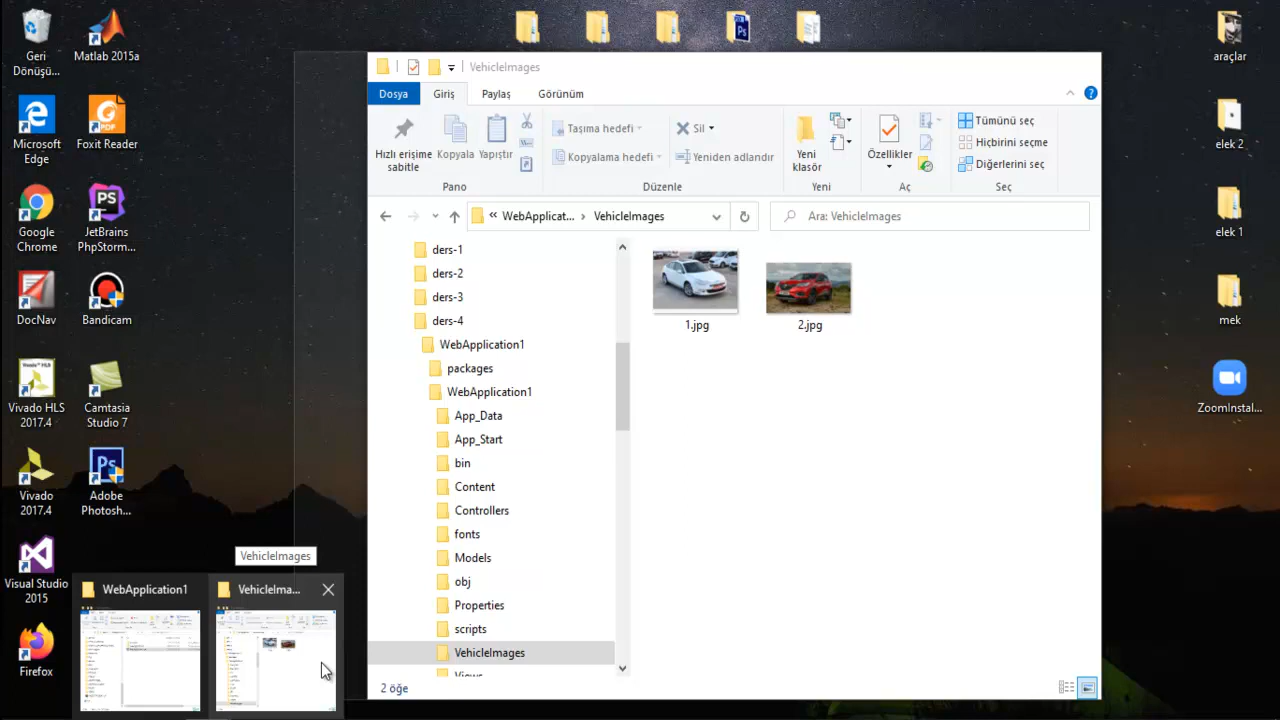 Geri
Dönüşü...
Matlab 2015a
Microsoft
Edge
Foxit Reader
Google
Chrome
JetBrains
PhpStorm...
DocNav
Bandicam
Vivado HLS
2017.4
Camtasia
Studio 7
Vivado
2017.4
Adobe
Photosh...
Visual Studio
2015
Firefox
araçlar
elek 2
elek 1
mek
ZoomInstal...
VehicleImages
Dosya
Giriş
Paylaş
Görünüm
Hızlı erişime
sabitle
Kopyala
Yapıştır
Pano
Taşıma hedefi
Kopyalama hedefi
Sil
Yeniden adlandır
Düzenle
Yeni
klasör
Yeni
Özellikler
Aç
Tümünü seç
Hiçbirini seçme
Diğerlerini seç
Seç
« WebApplicat... › VehicleImages
Ara: VehicleImages
ders-1
ders-2
ders-3
ders-4
WebApplication1
packages
WebApplication1
App_Data
App_Start
bin
Content
Controllers
fonts
Models
obj
Properties
scripts
VehicleImages
Views
1.jpg
2.jpg
2 öğe
VehicleImages
WebApplication1
VehicleIma...